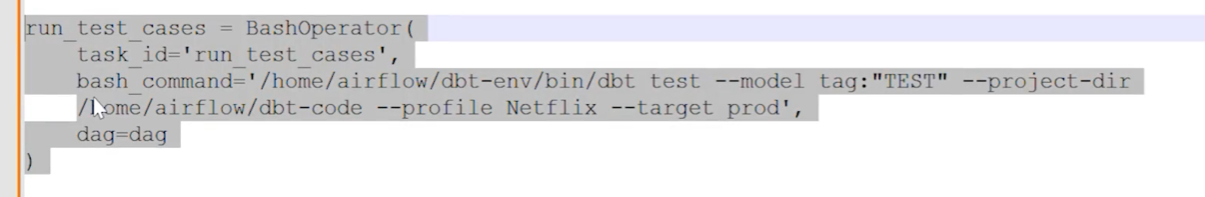 run_test_cases = BashOperator(
    task_id='run_test_cases',
    bash_command='/home/airflow/dbt-env/bin/dbt test --model tag:"TEST" --project-dir
    /home/airflow/dbt-code --profile Netflix --target prod',
    dag=dag
)